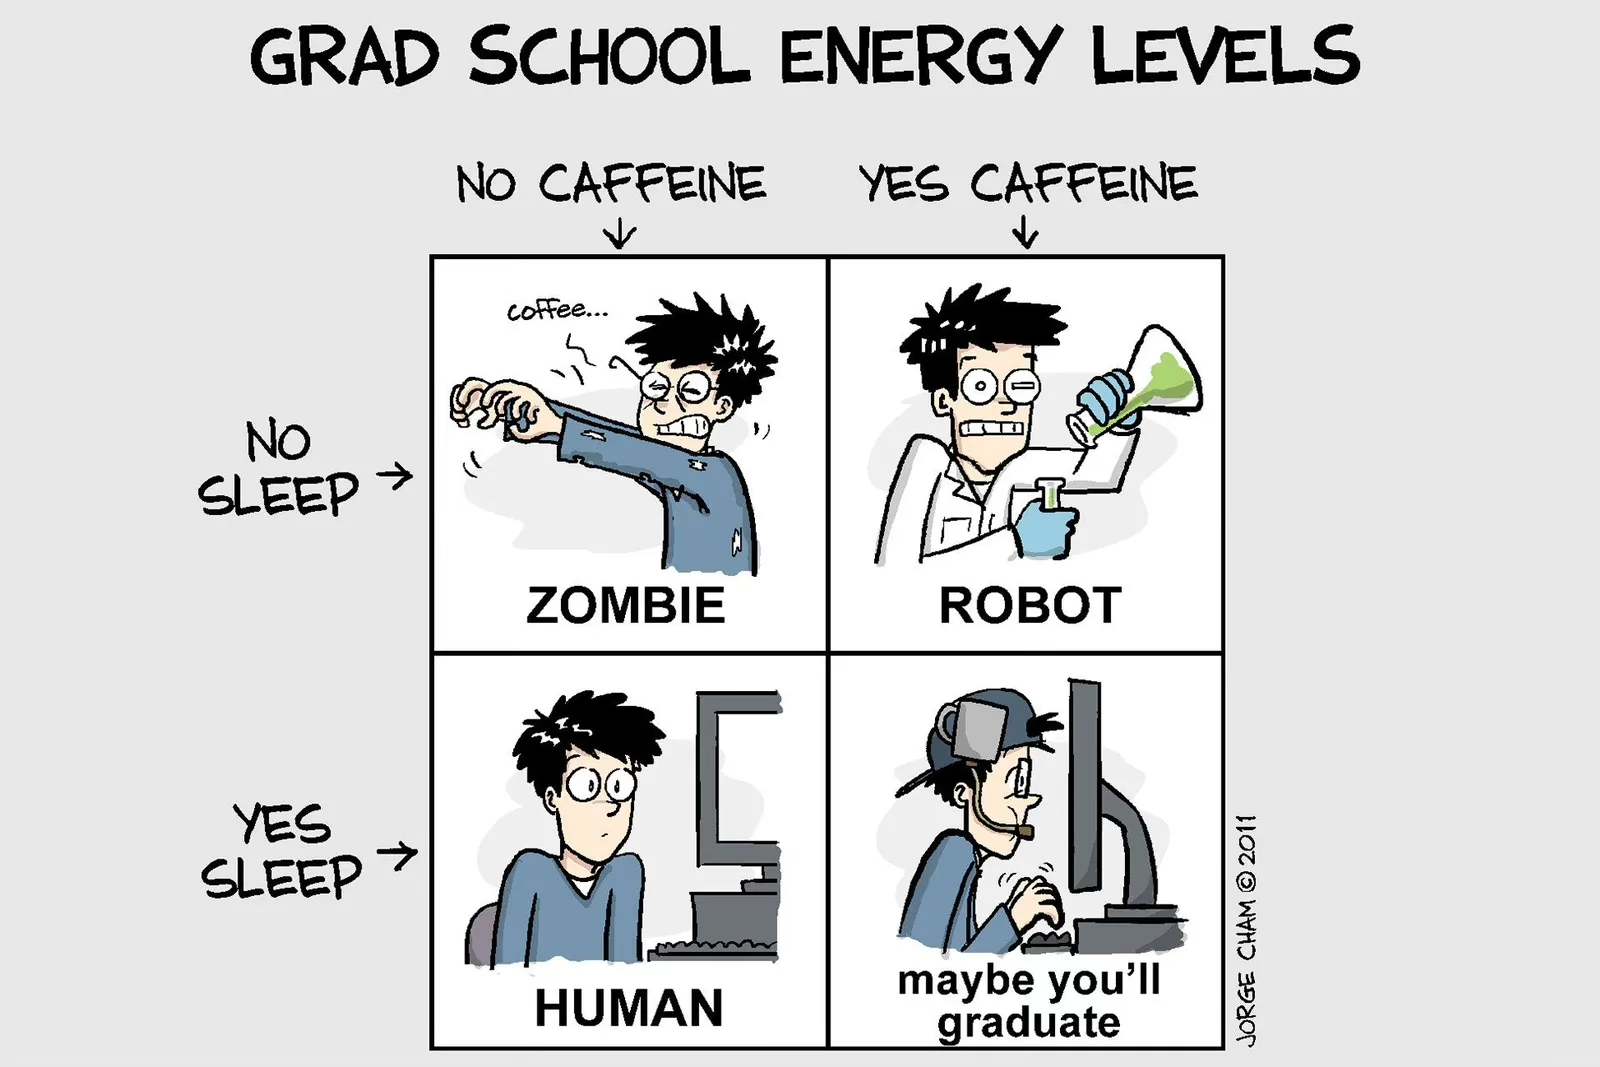 GRAD SCHOOL ENERGY LEVELS
NO CAFFEINE
YES CAFFEINE
NO
SLEEP
coffee...
ZOMBIE
ROBOT
YES
SLEEP
HUMAN
maybe you'll
graduate
JORGE CHAM © 2011